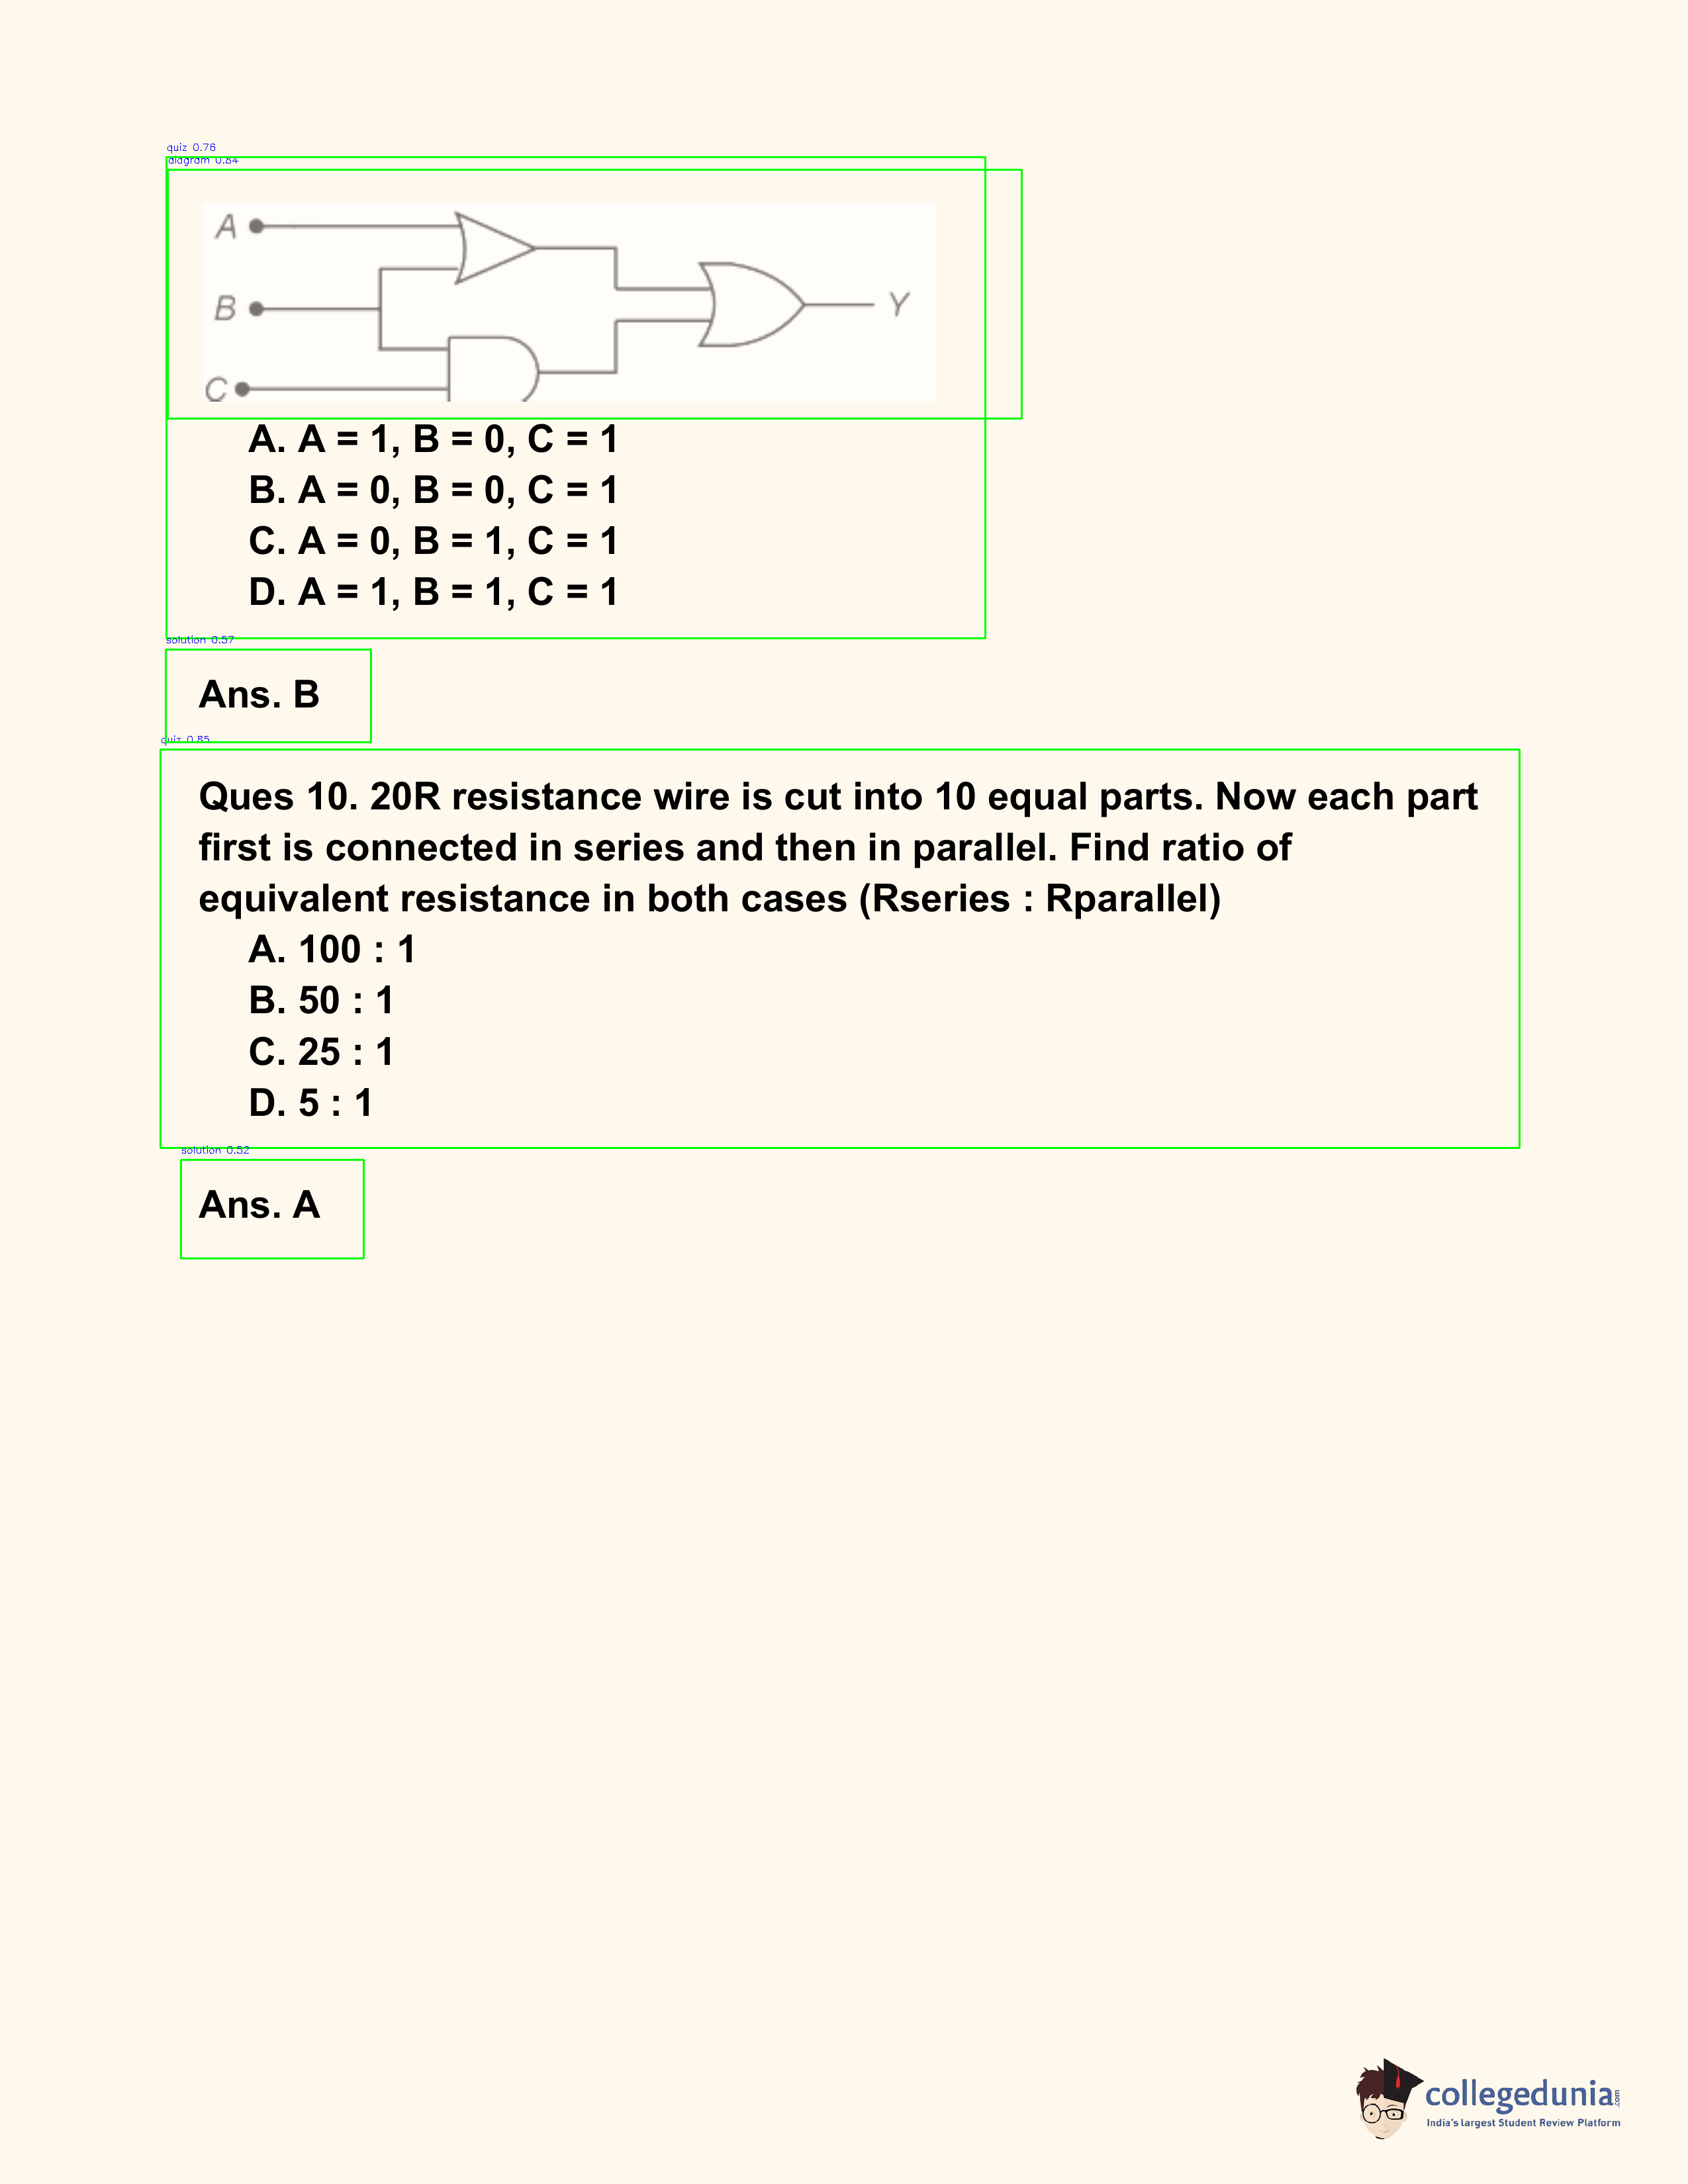 quiz 0.76
diagram 0.84
A
B
Y
C
A. A = 1, B = 0, C = 1
B. A = 0, B = 0, C = 1
C. A = 0, B = 1, C = 1
D. A = 1, B = 1, C = 1
solution 0.57
Ans. B
quiz 0.85
Ques 10. 20R resistance wire is cut into 10 equal parts. Now each part
first is connected in series and then in parallel. Find ratio of
equivalent resistance in both cases (Rseries : Rparallel)
A. 100 : 1
B. 50 : 1
C. 25 : 1
D. 5 : 1
solution 0.52
Ans. A
collegedunia.com
India's largest Student Review Platform